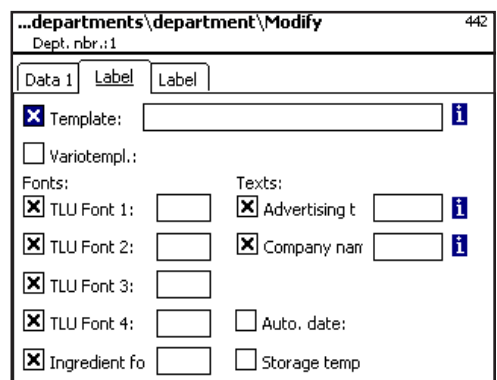 ...departments\department\Modify 442
Dept. nbr.:1
Data 1 Label Label
Template: i
Variotempl.:
Fonts: Texts:
TLU Font 1: Advertising t i
TLU Font 2: Company nam i
TLU Font 3:
TLU Font 4: Auto. date:
Ingredient fo Storage temp